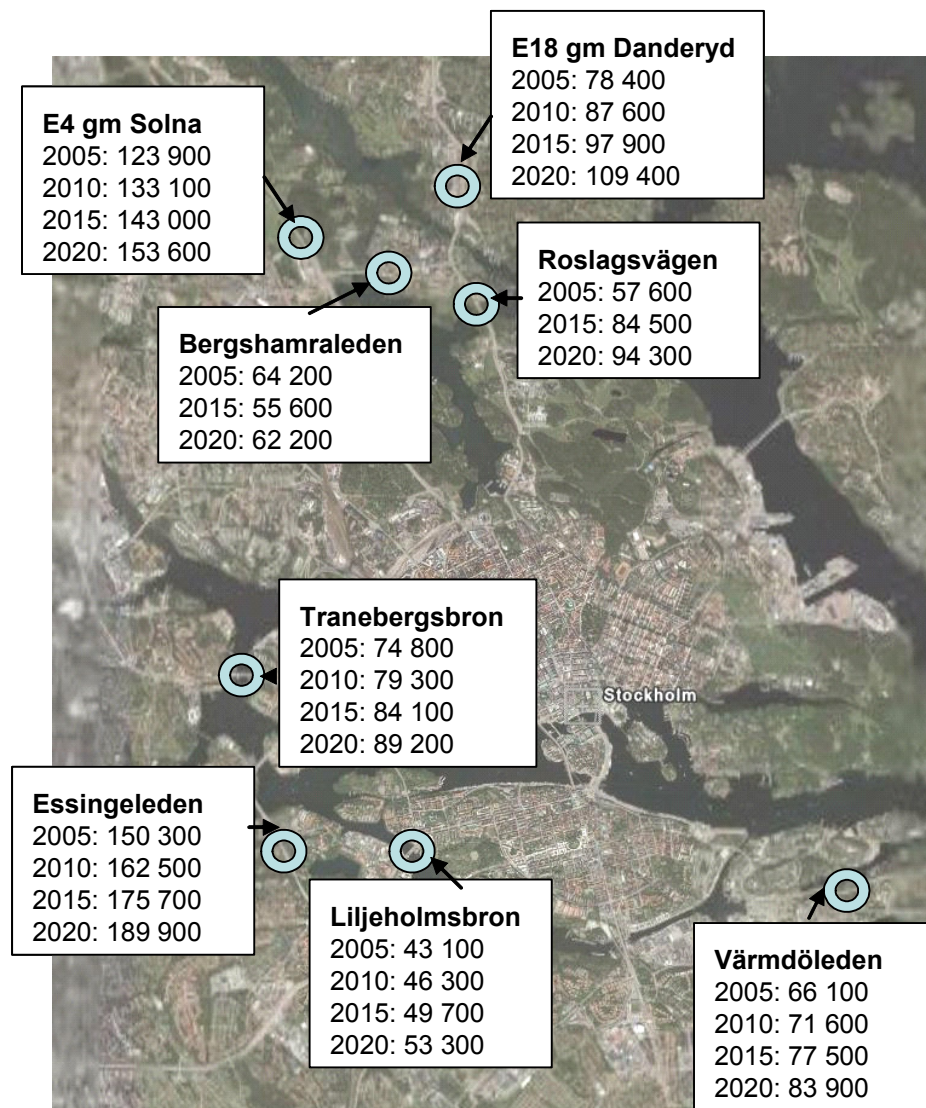 E18 gm Danderyd
2005: 78 400
2010: 87 600
2015: 97 900
2020: 109 400
E4 gm Solna
2005: 123 900
2010: 133 100
2015: 143 000
2020: 153 600
Roslagsvägen
2005: 57 600
2015: 84 500
2020: 94 300
Bergshamraleden
2005: 64 200
2015: 55 600
2020: 62 200
Tranebergsbron
2005: 74 800
2010: 79 300
2015: 84 100
2020: 89 200
Stockholm
Essingeleden
2005: 150 300
2010: 162 500
2015: 175 700
2020: 189 900
Liljeholmsbron
2005: 43 100
2010: 46 300
2015: 49 700
2020: 53 300
Värmdöleden
2005: 66 100
2010: 71 600
2015: 77 500
2020: 83 900